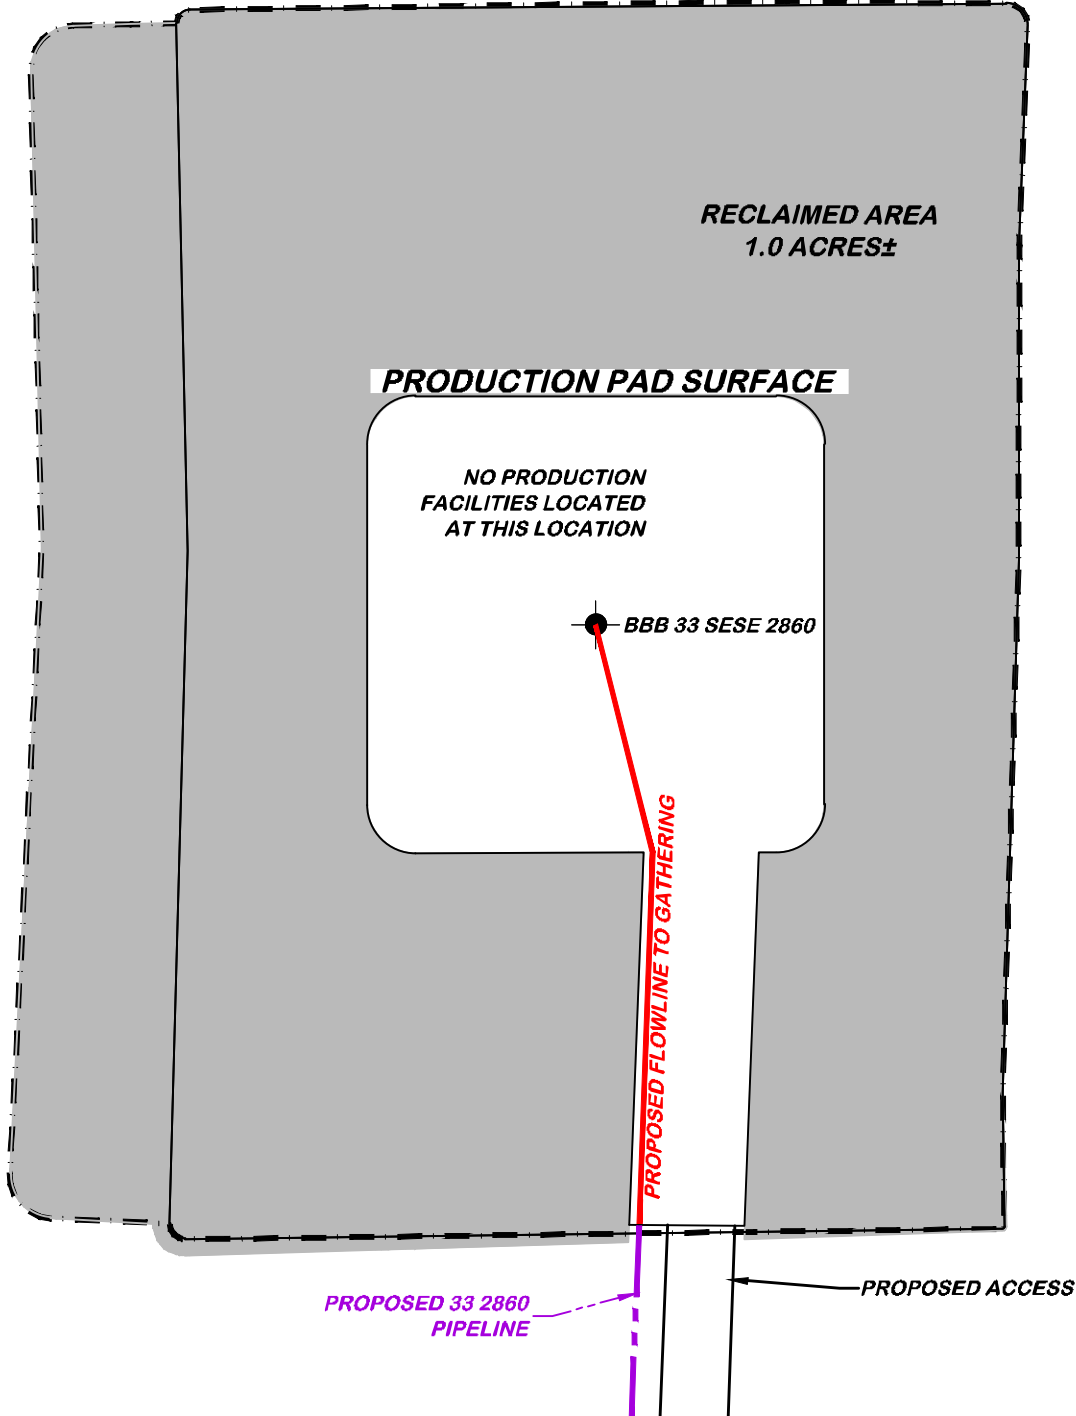 RECLAIMED AREA
1.0 ACRES±
PRODUCTION PAD SURFACE
NO PRODUCTION
FACILITIES LOCATED
AT THIS LOCATION
BBB 33 SESE 2860
PROPOSED FLOWLINE TO GATHERING
PROPOSED ACCESS
PROPOSED 33 2860
PIPELINE